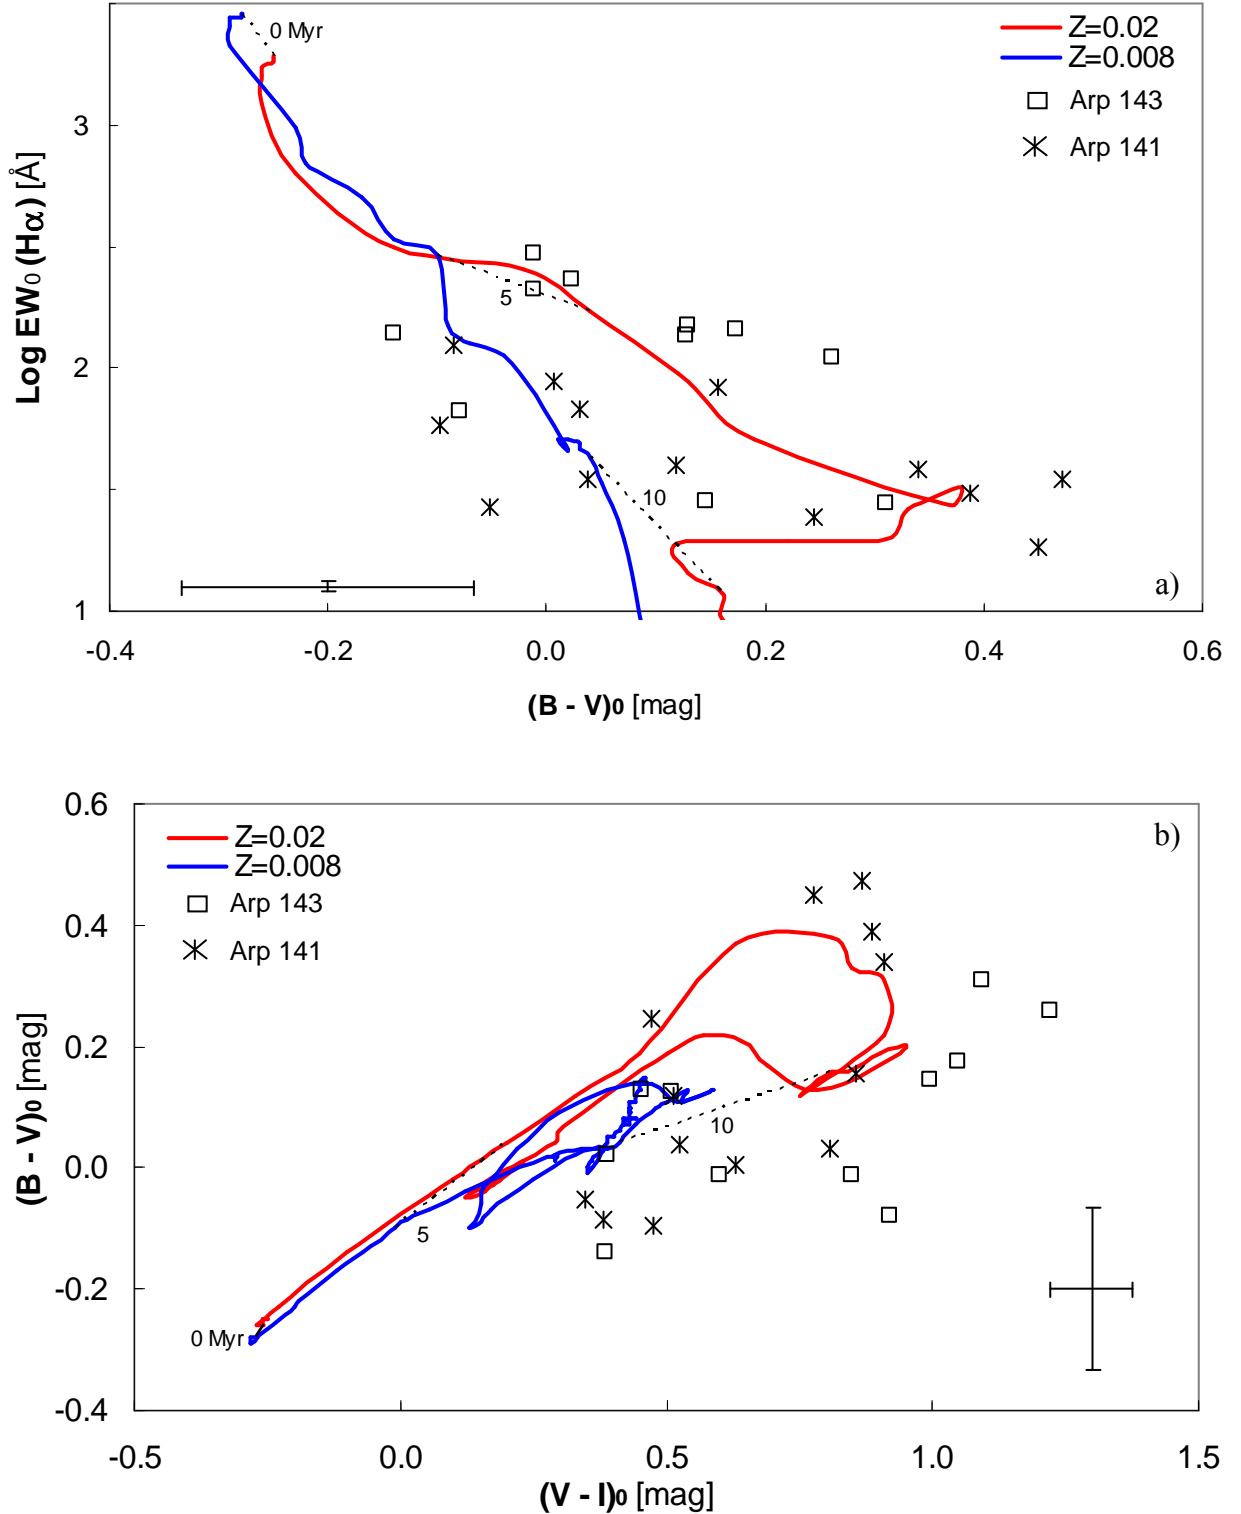 0 Myr
Z=0.02
Z=0.008
Arp 143
Arp 141
3
2
1
5
10
a)
Log EW0 (Hα) [Å]
-0.4 -0.2 0.0 0.2 0.4 0.6
(B - V)0 [mag]
0.6
0.4
0.2
0.0
-0.2
-0.4
b)
Z=0.02
Z=0.008
Arp 143
Arp 141
10
5
0 Myr
(B - V)0 [mag]
-0.5 0.0 0.5 1.0 1.5
(V - I)0 [mag]